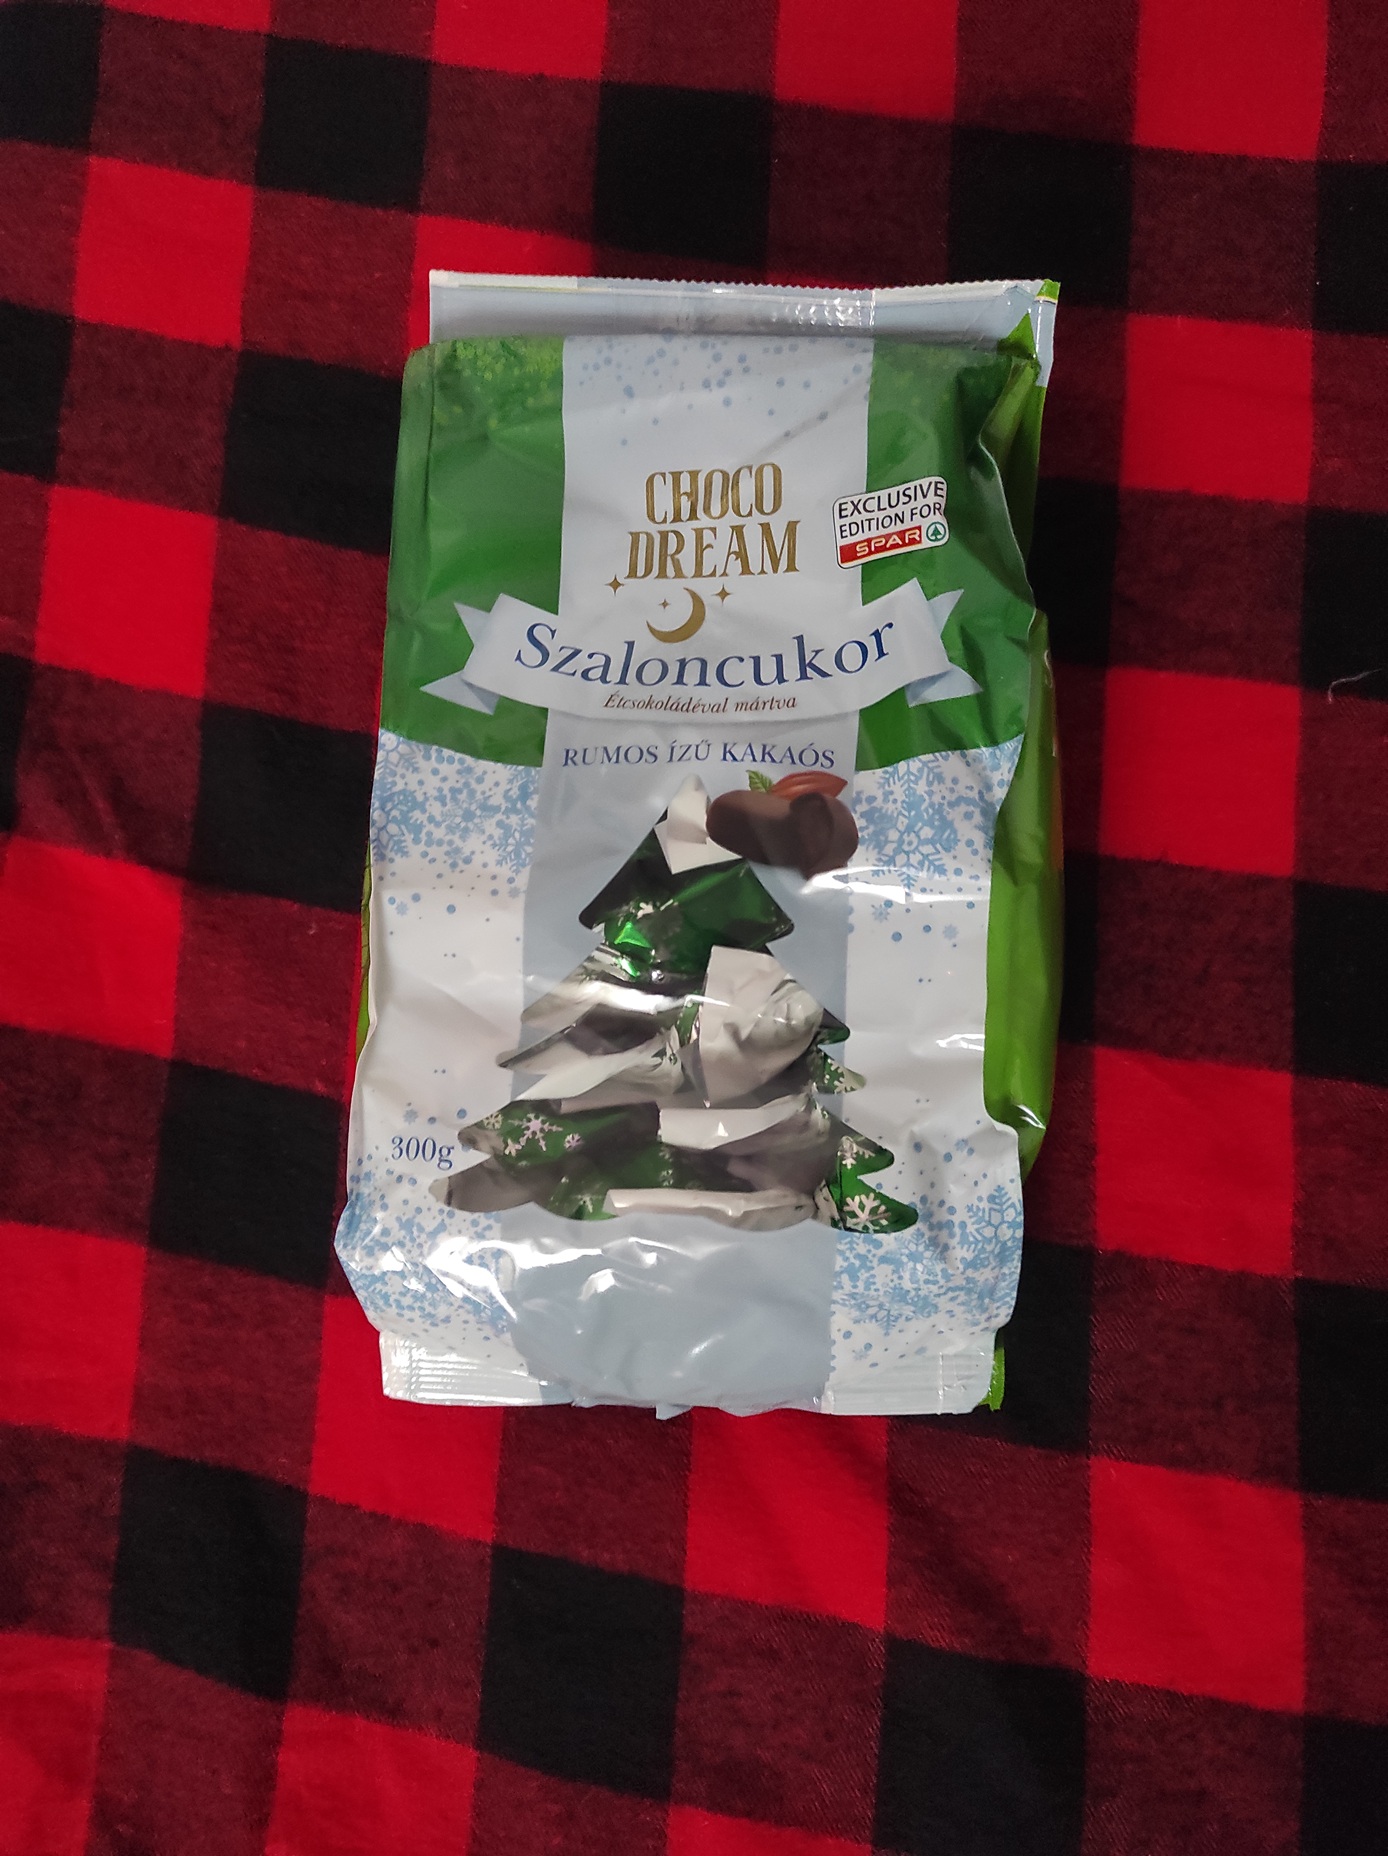 CHOCO
DREAM
EXCLUSIVE
EDITION FOR
SPAR
Szaloncukor
Étcsokoládéval mártva
RUMOS ÍZŰ KAKAÓS
300g